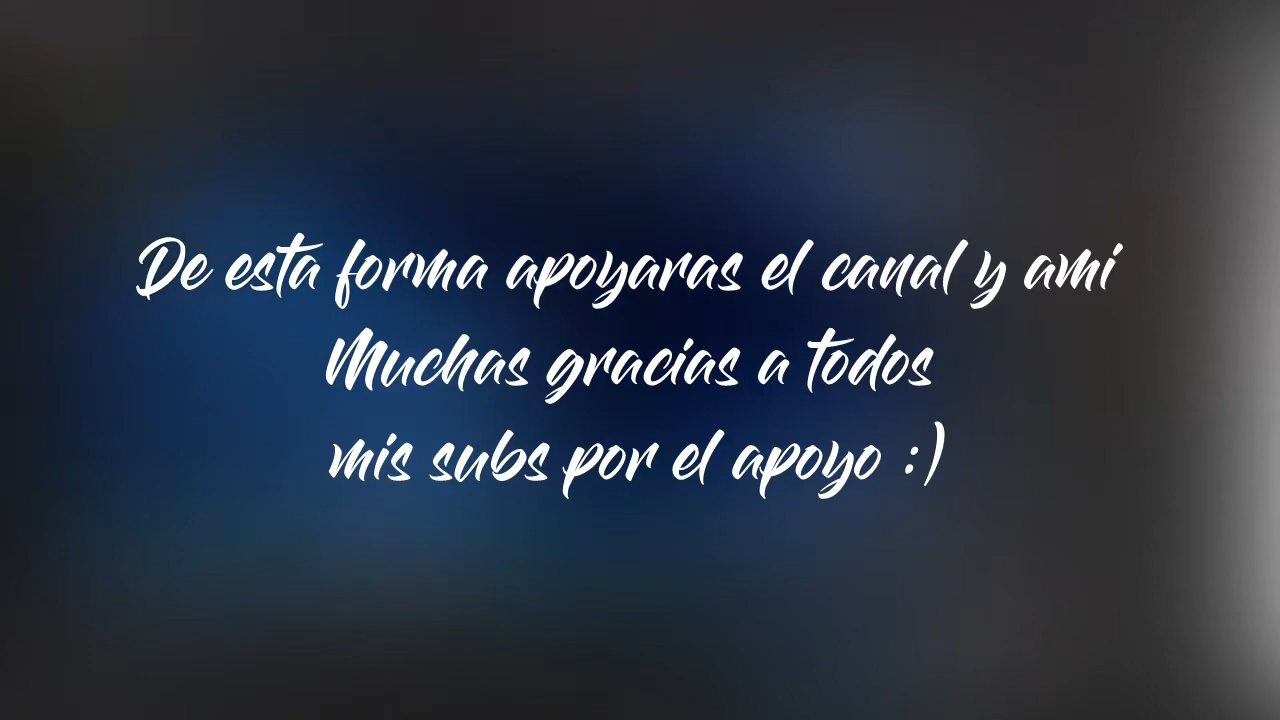 De esta forma apoyaras el canal y ami
Muchas gracias a todos
mis subs por el apoyo :)